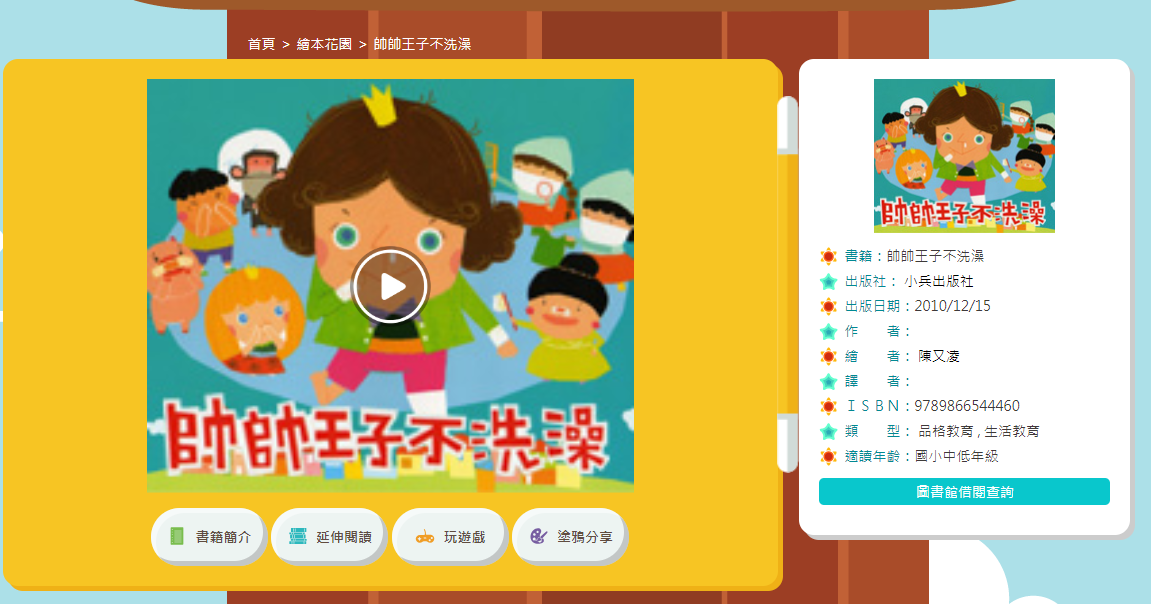 首頁 > 繪本花園 > 帥帥王子不洗澡
帥帥王子不洗澡
書籍簡介
延伸閱讀
玩遊戲
塗鴉分享
帥帥王子不洗澡
書籍：帥帥王子不洗澡
出版社： 小兵出版社
出版日期：2010/12/15
作　　者：
繪　　者： 陳又凌
譯　　者：
ＩＳＢＮ：9789866544460
類　　型： 品格教育 , 生活教育
適讀年齡：國小中低年級
圖書館借閱查詢